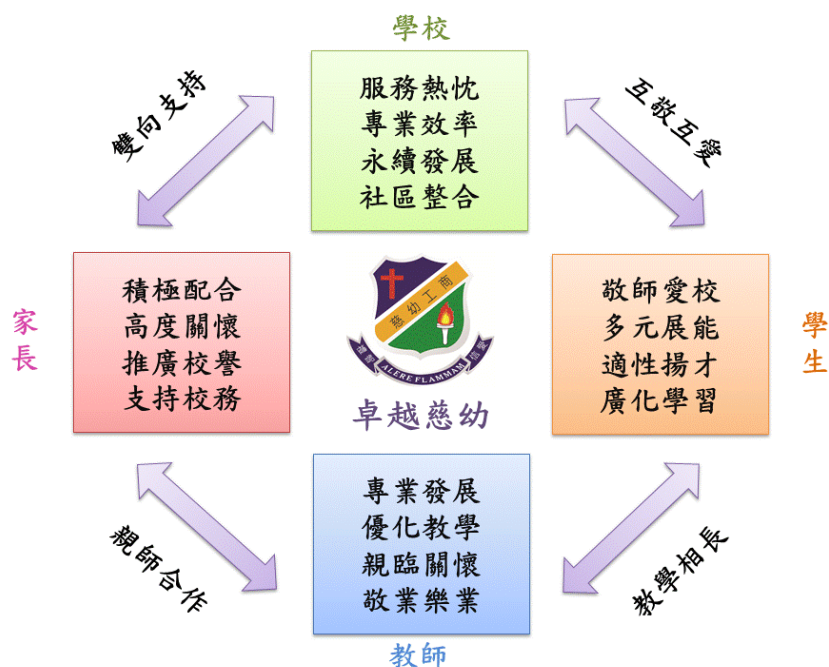 學校
服務熱忱
專業效率
永續發展
社區整合
雙向支持
互敬互愛
家長
積極配合
高度關懷
推廣校譽
支持校務
慈幼工商
ALERE FLAMMAM
卓越慈幼
敬師愛校
多元展能
適性揚才
廣化學習
學生
親師合作
教學相長
專業發展
優化教學
親臨關懷
敬業樂業
教師